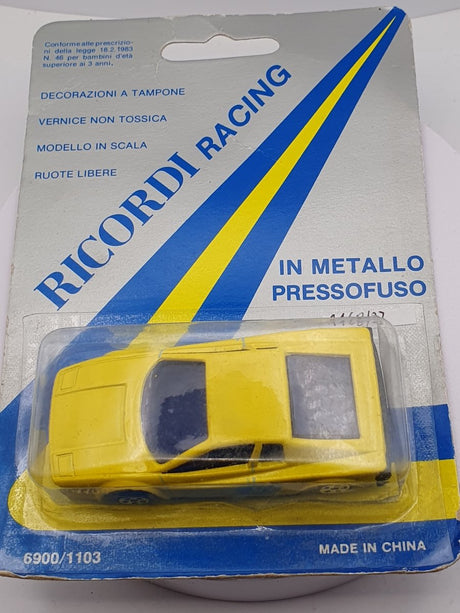 Conforme alle prescrizio-
ni della legge 18.2.1983
N. 46 per bambini d'età
superiore ai 3 anni.
DECORAZIONI A TAMPONE
VERNICE NON TOSSICA
MODELLO IN SCALA
RUOTE LIBERE
RICORDI RACING
IN METALLO
PRESSOFUSO
6900/1103
MADE IN CHINA